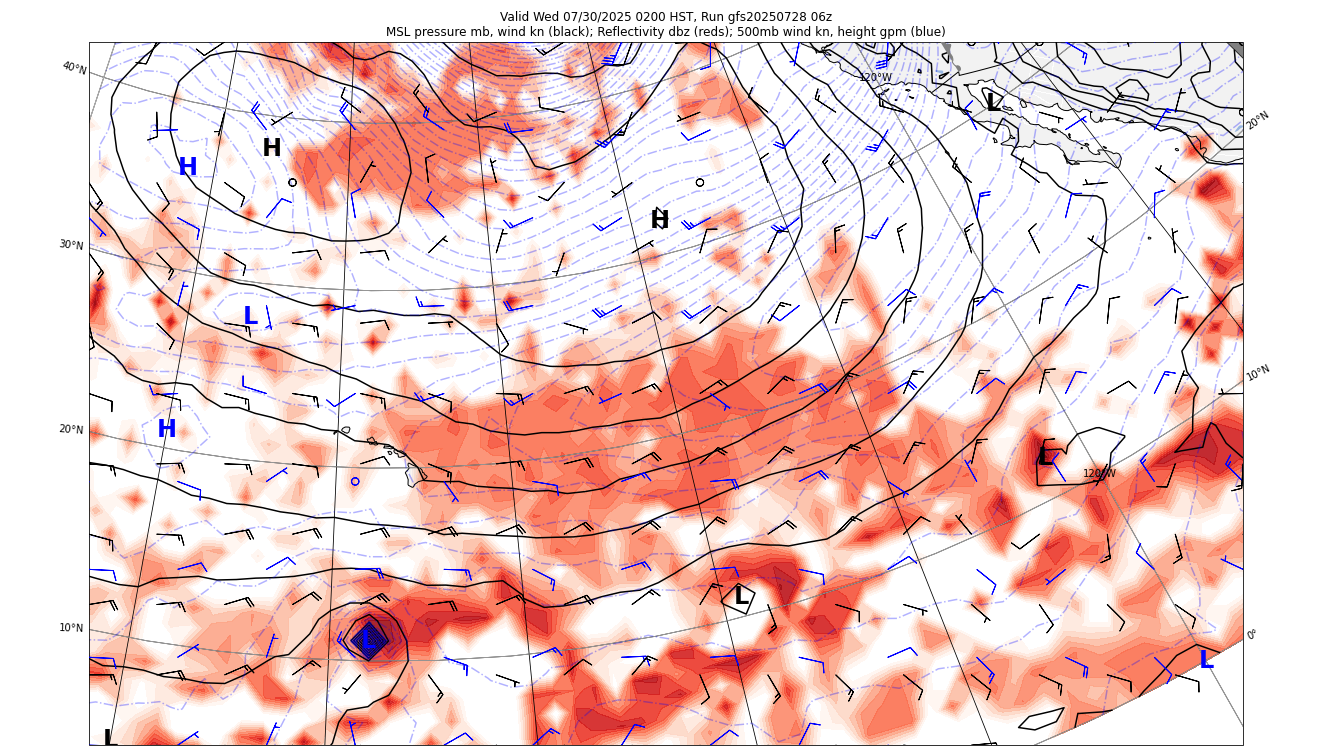 Valid Wed 07/30/2025 0200 HST, Run gfs20250728 06z
MSL pressure mb, wind kn (black); Reflectivity dbz (reds); 500mb wind kn, height gpm (blue)
40°N
120°W
L
20°N
H
H
H
30°N
L
10°N
20°N
H
L
120°W
L
10°N
L
0°
L
L